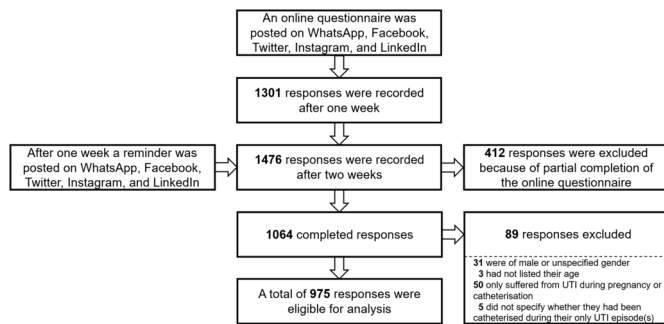 An online questionnaire was
posted on WhatsApp, Facebook,
Twitter, Instagram, and LinkedIn
1301 responses were recorded
after one week
After one week a reminder was
posted on WhatsApp, Facebook,
Twitter, Instagram, and LinkedIn
1476 responses were recorded
after two weeks
412 responses were excluded
because of partial completion of
the online questionnaire
1064 completed responses
89 responses excluded
31 were of male or unspecified gender
3 had not listed their age
50 only suffered from UTI during pregnancy or
catheterisation
5 did not specify whether they had been
catheterised during their only UTI episode(s)
A total of 975 responses were
eligible for analysis